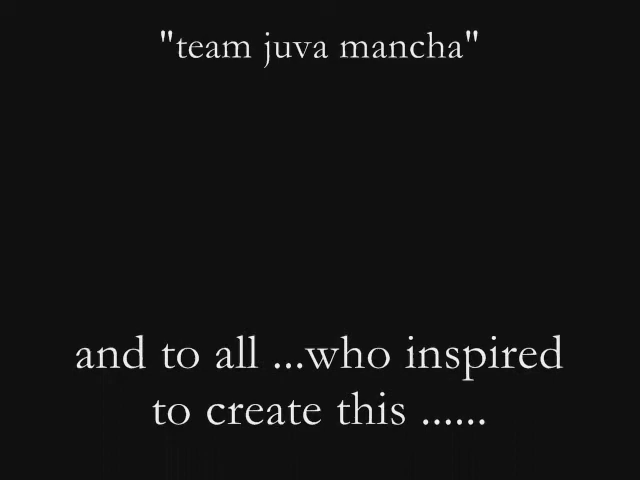 "team juva mancha"
and to all ...who inspired
to create this ......